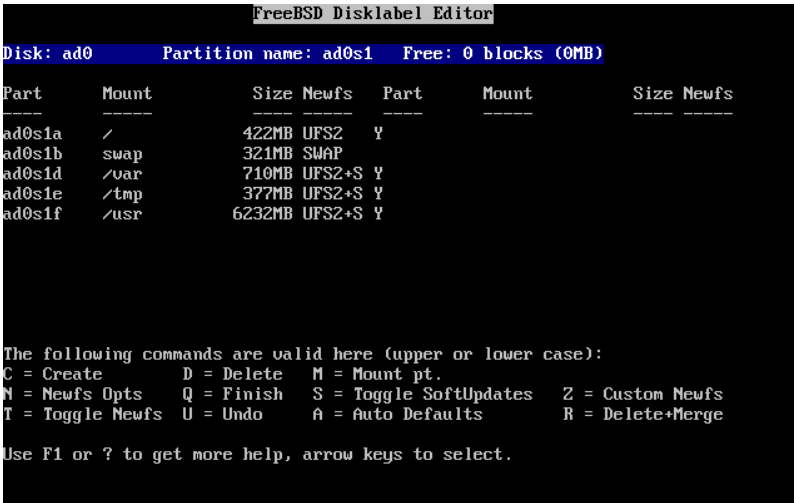 FreeBSD Disklabel Editor
Disk: ad0 Partition name: ad0s1 Free: 0 blocks (0MB)
Part Mount Size Newfs Part Mount Size Newfs
---- ----- ---- ----- ---- ----- ---- -----
ad0s1a / 422MB UFS2 Y
ad0s1b swap 321MB SWAP
ad0s1d /var 710MB UFS2+S Y
ad0s1e /tmp 377MB UFS2+S Y
ad0s1f /usr 6232MB UFS2+S Y
The following commands are valid here (upper or lower case):
C = Create D = Delete M = Mount pt.
N = Newfs Opts Q = Finish S = Toggle SoftUpdates Z = Custom Newfs
T = Toggle Newfs U = Undo A = Auto Defaults R = Delete+Merge
Use F1 or ? to get more help, arrow keys to select.